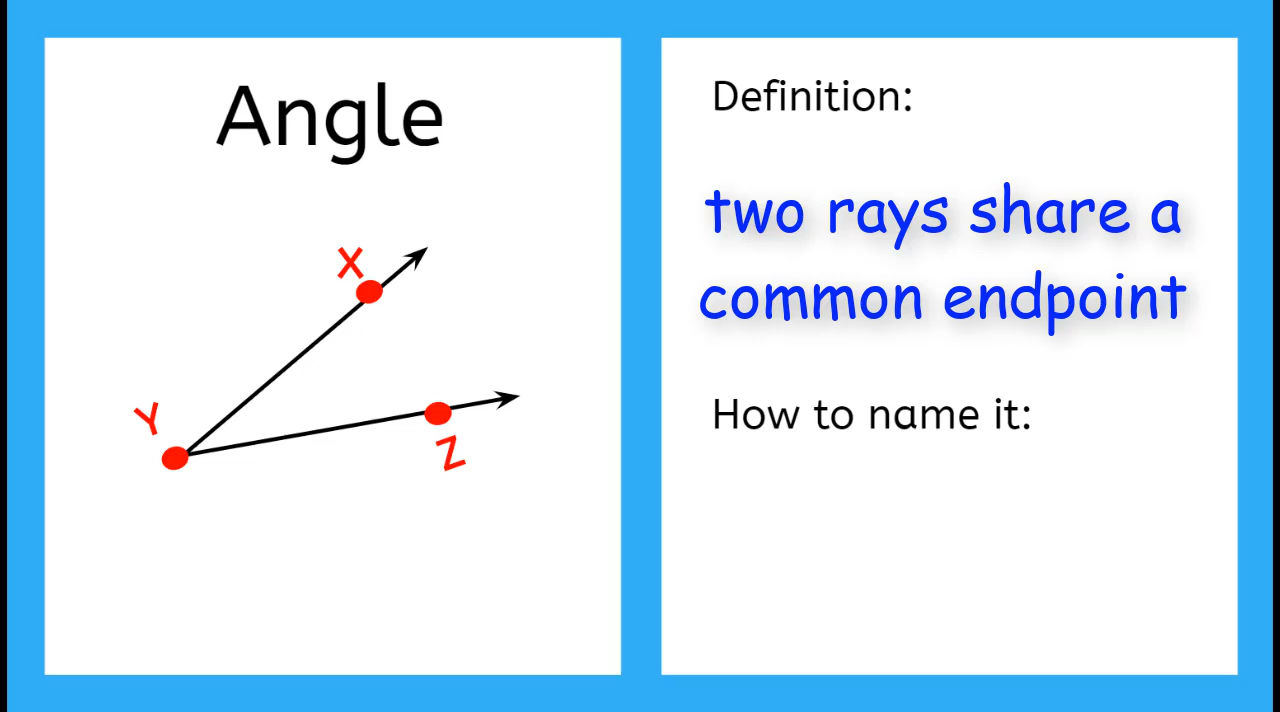 Angle
X
Y
Z
Definition:
two rays share a
common endpoint
How to name it: